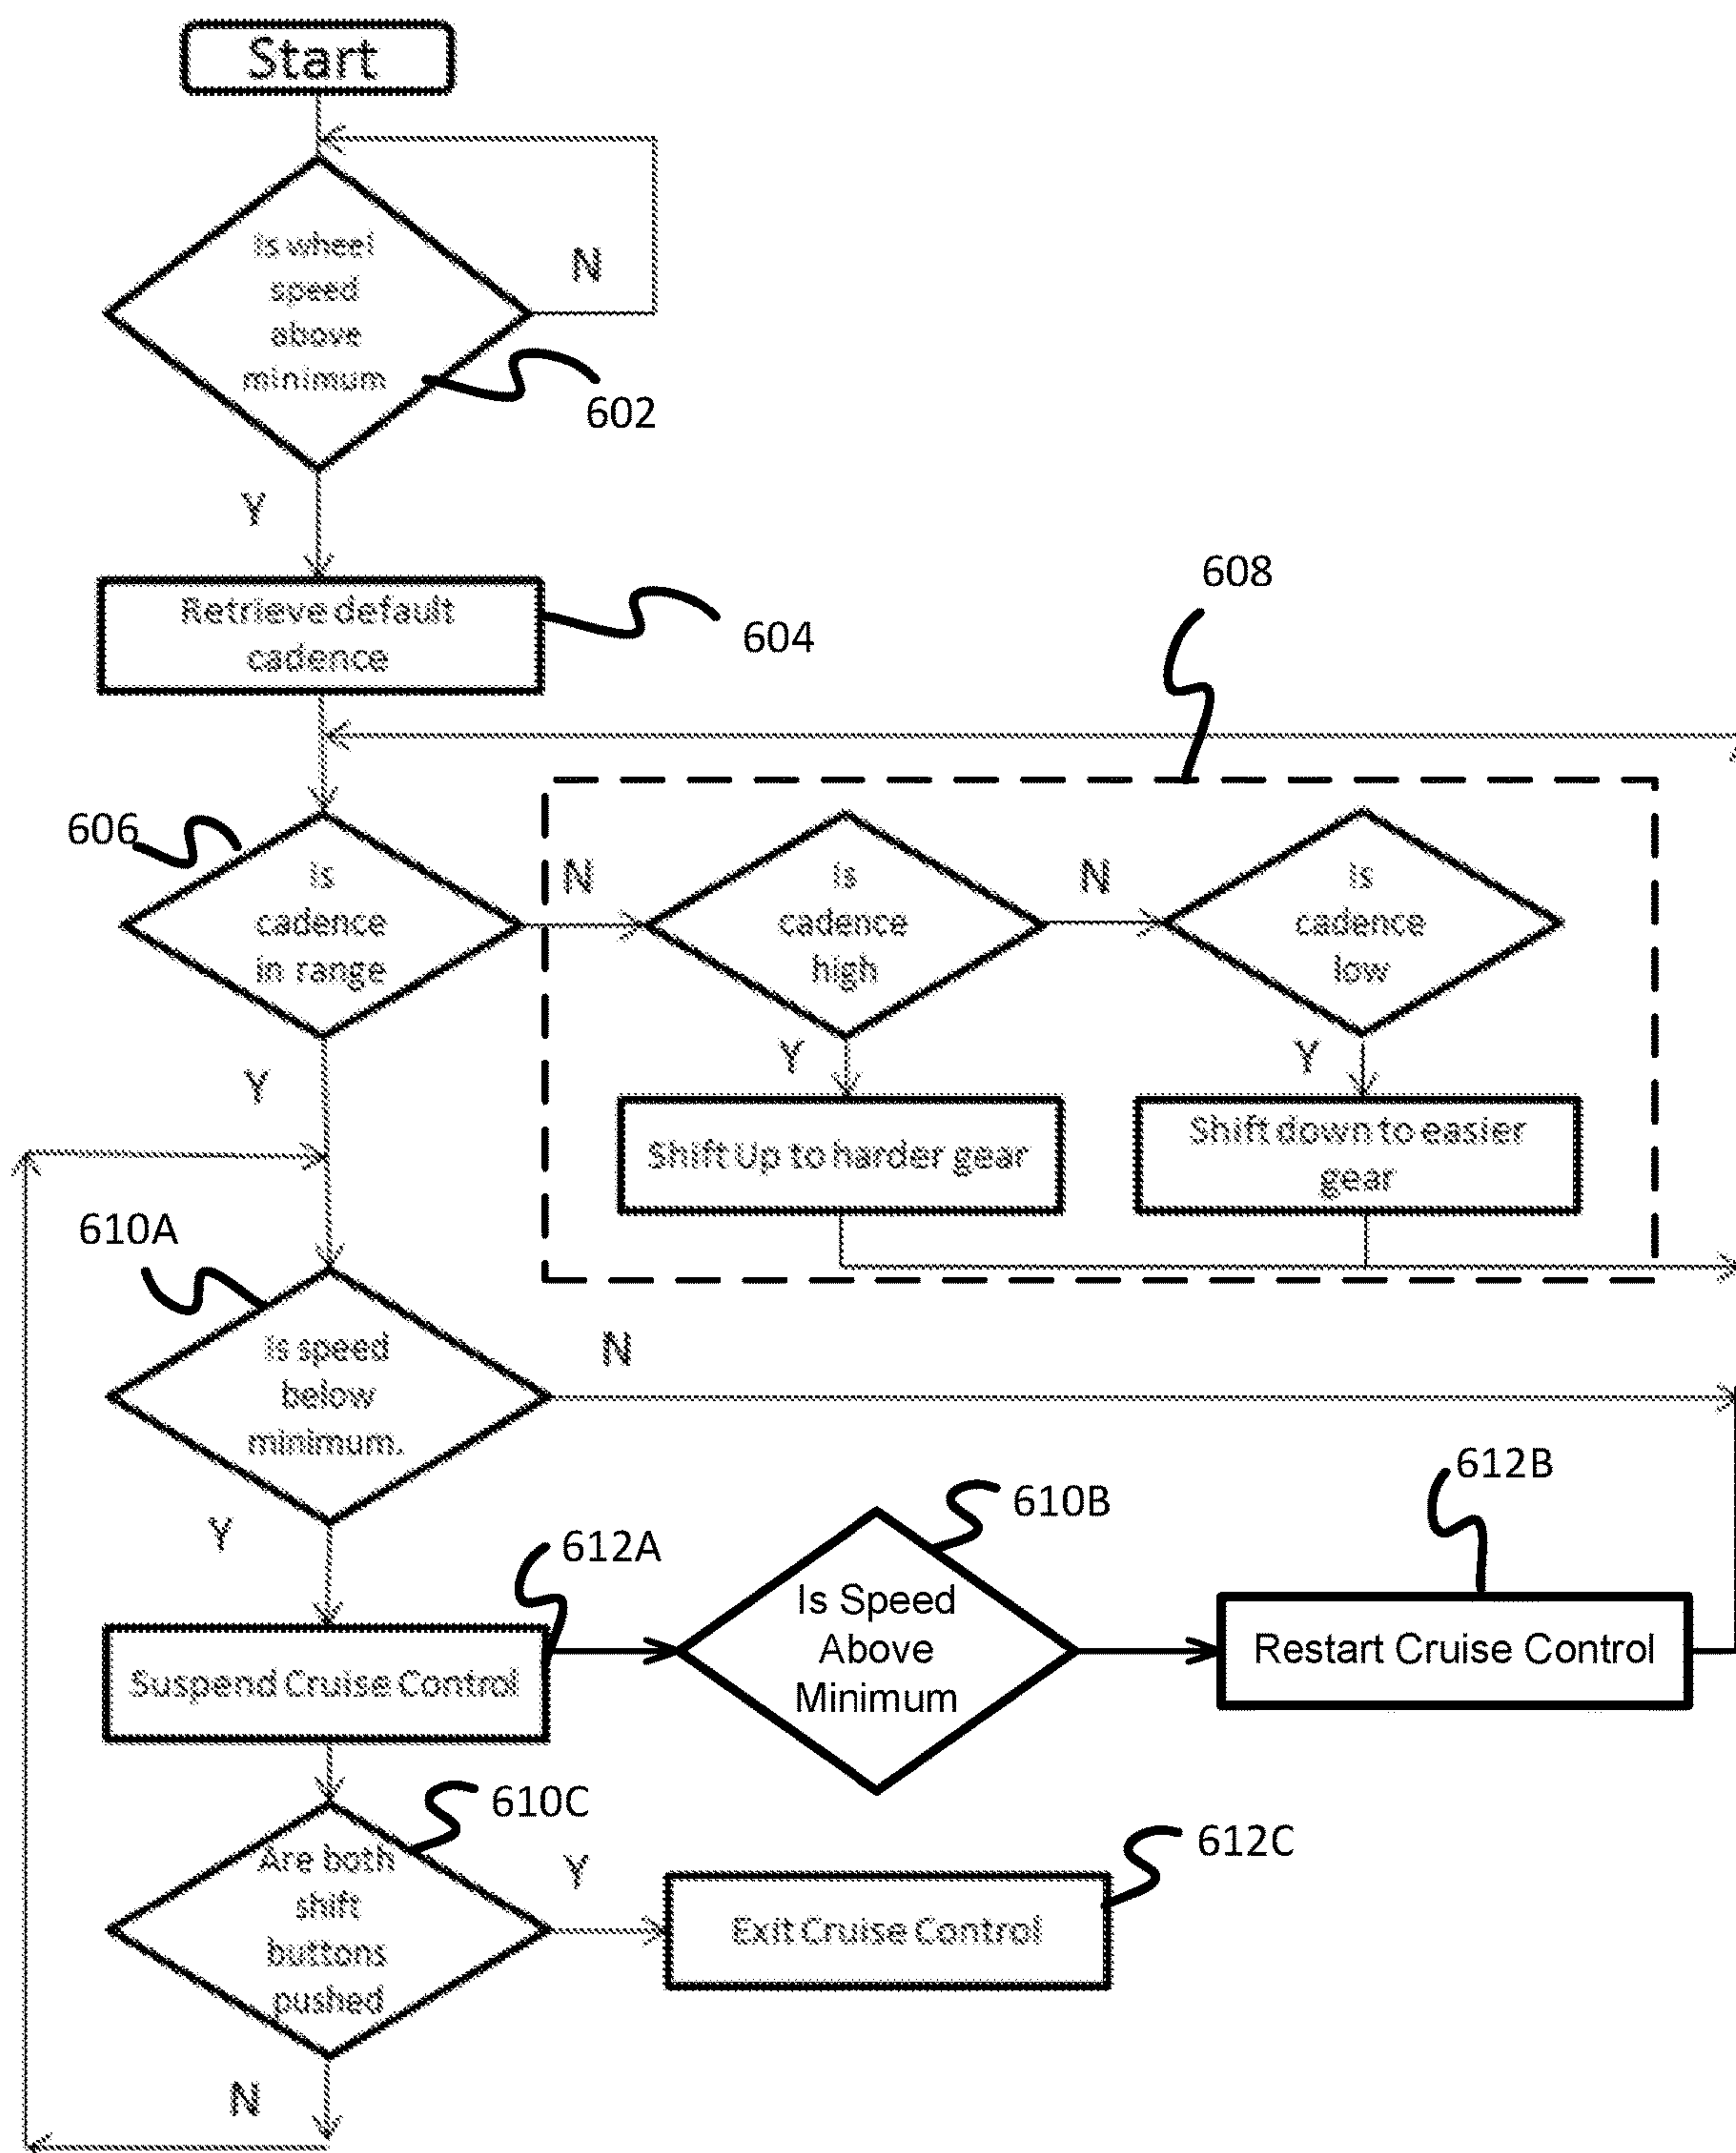 Start
Is wheel
speed
above
minimum
N
602
Y
Retrieve default
cadence
604
608
606
Is
cadence
in range
N
Is
cadence
high
N
Is
cadence
low
Y
Y
Y
Shift Up to harder gear
Shift down to easier
gear
610A
Is speed
below
minimum.
N
Y
612A
610B
612B
Suspend Cruise Control
Is Speed
Above
Minimum
Restart Cruise Control
610C
Are both
shift
buttons
pushed
Y
612C
Exit Cruise Control
N